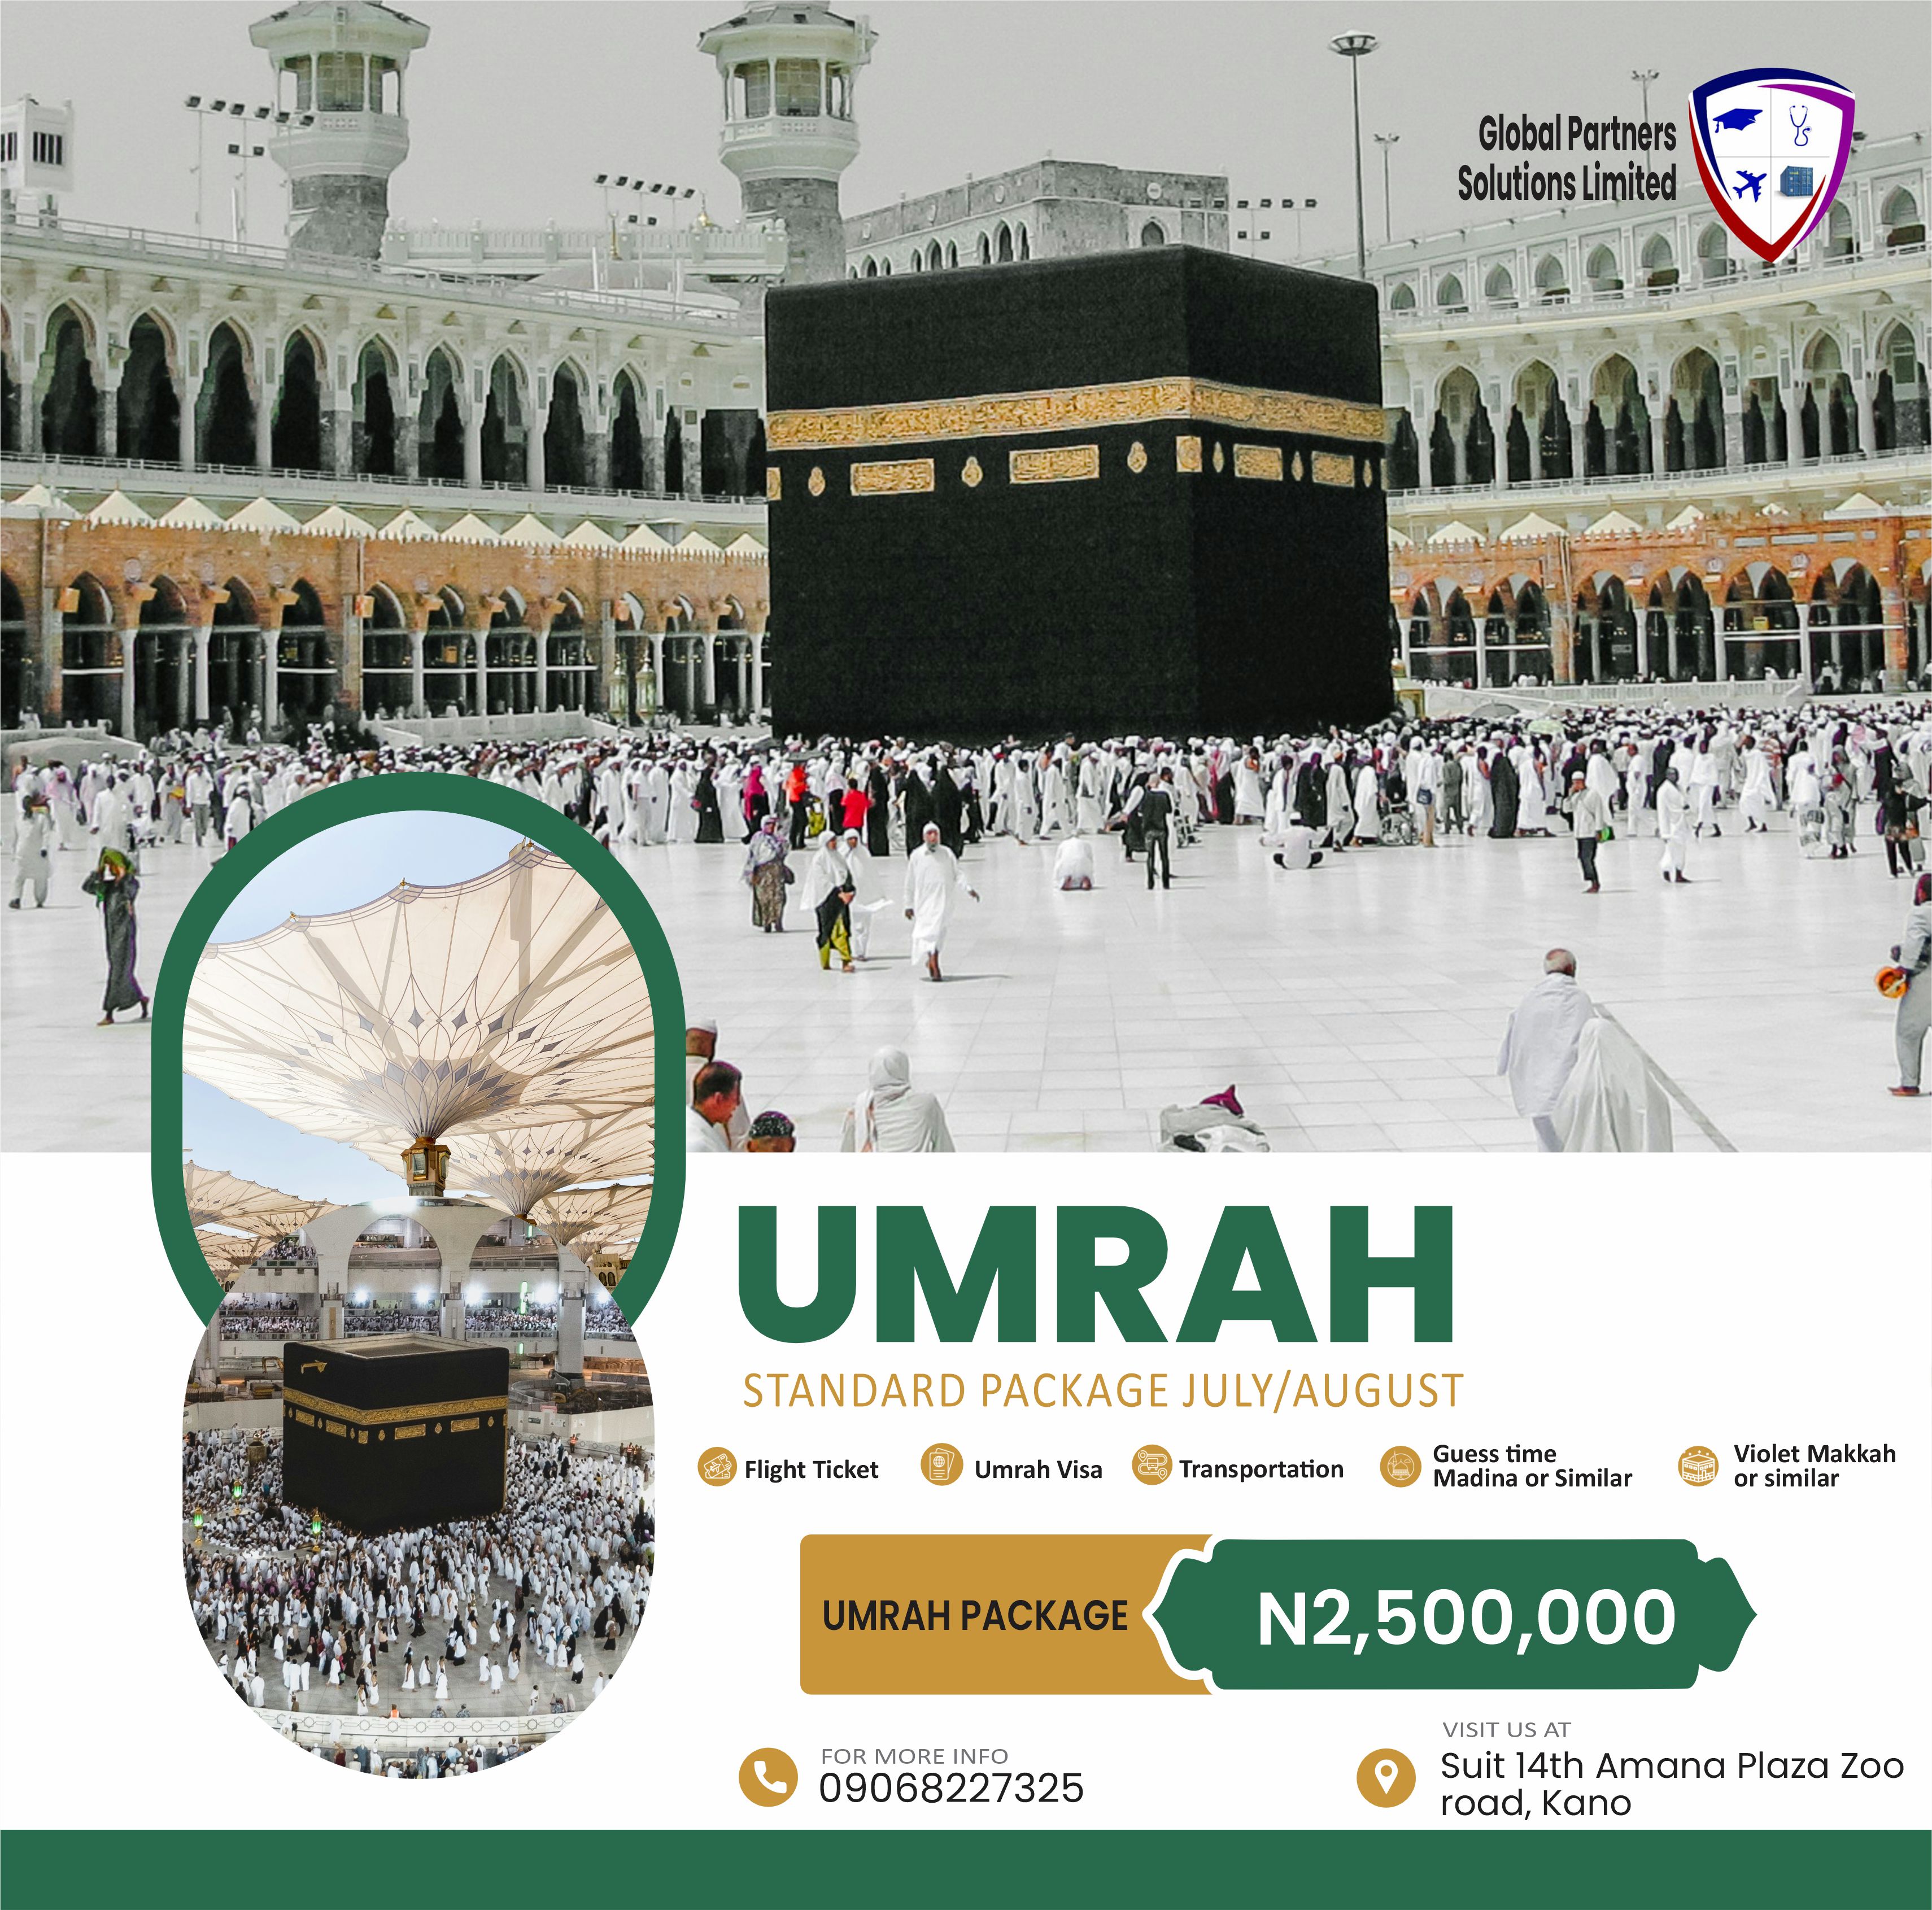 Global Partners
Solutions Limited
UMRAH
STANDARD PACKAGE JULY/AUGUST
Flight Ticket
Umrah Visa
Transportation
Guess time
Madina or Similar
Violet Makkah
or similar
UMRAH PACKAGE
N2,500,000
FOR MORE INFO
09068227325
VISIT US AT
Suit 14th Amana Plaza Zoo
road, Kano